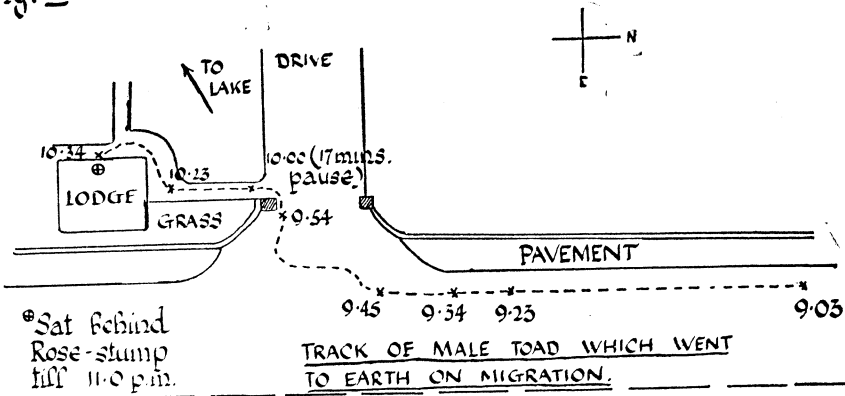 TO
LAKE
DRIVE
N
E
10.34
10.23
10.00 (17 mins.
pause.)
LODGE
GRASS
9.54
PAVEMENT
9.45
9.34
9.23
9.03
⊕Sat behind
Rose-stump
till 11.0 p.m.
TRACK OF MALE TOAD WHICH WENT
TO EARTH ON MIGRATION.